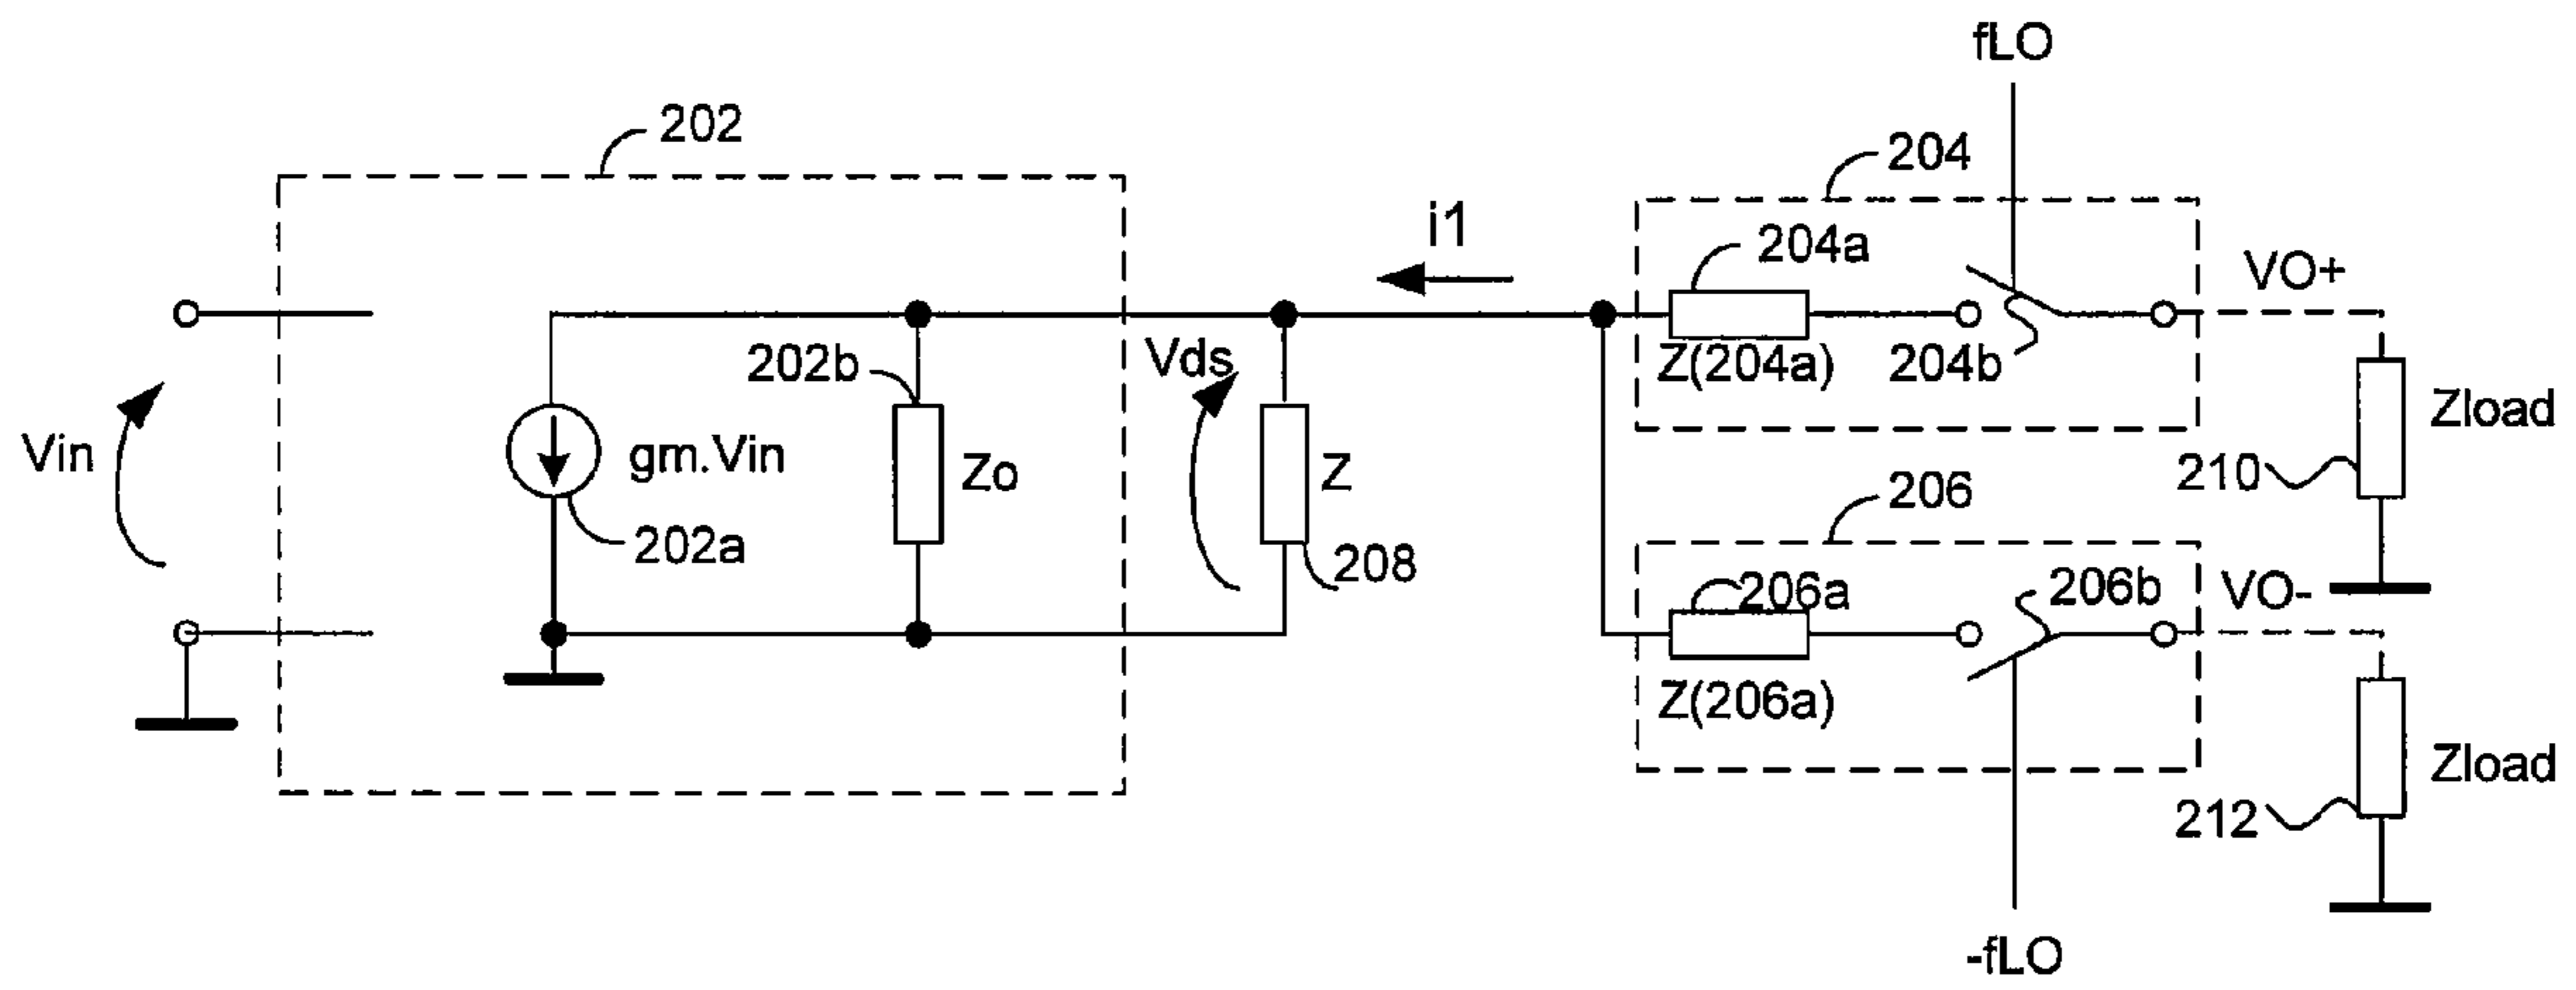 fLO
202
204
i1
204a
VO+
Vds
202b
Z(204a)
204b
Zload
Vin
gm.Vin
Zo
Z
210
206
202a
208
206a
206b
VO-
Z(206a)
Zload
212
-fLO